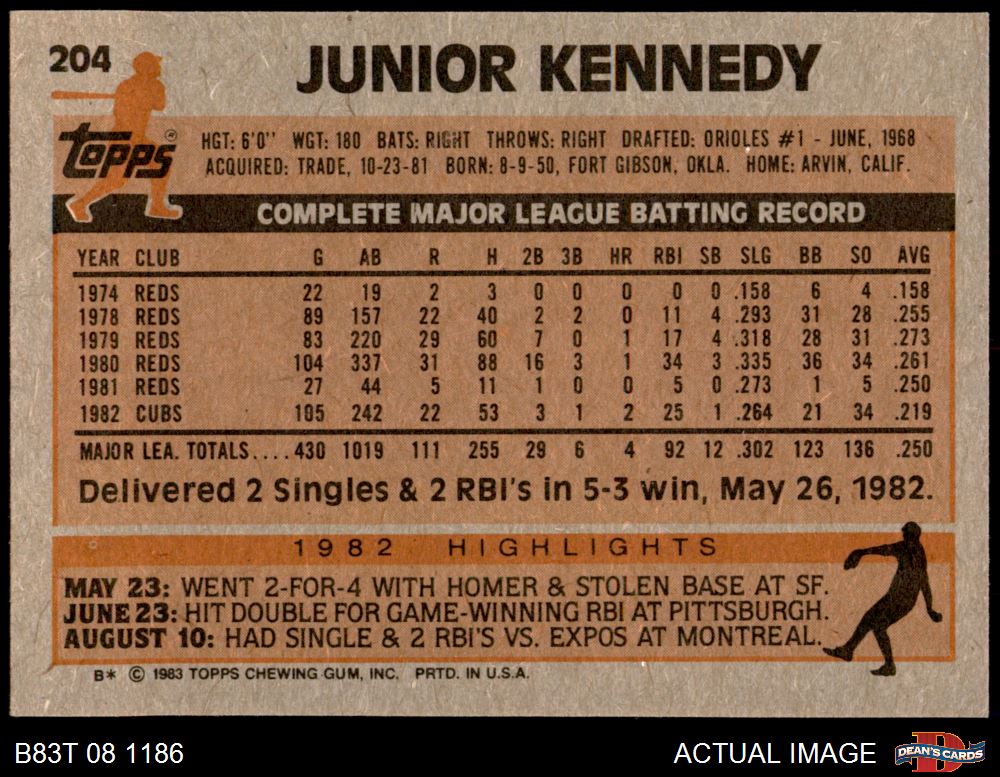 204 JUNIOR KENNEDY
topps ®
HGT: 6'0" WGT: 180 BATS: RIGHT THROWS: RIGHT DRAFTED: ORIOLES #1 - JUNE, 1968
ACQUIRED: TRADE, 10-23-81 BORN: 8-9-50, FORT GIBSON, OKLA. HOME: ARVIN, CALIF.
COMPLETE MAJOR LEAGUE BATTING RECORD
YEAR CLUB G AB R H 2B 3B HR RBI SB SLG BB SO AVG
1974 REDS 22 19 2 3 0 0 0 0 0 .158 6 4 .158
1978 REDS 89 157 22 40 2 2 0 11 4 .293 31 28 .255
1979 REDS 83 220 29 60 7 0 1 17 4 .318 28 31 .273
1980 REDS 104 337 31 88 16 3 1 34 3 .335 36 34 .261
1981 REDS 27 44 5 11 1 0 0 5 0 .273 1 5 .250
1982 CUBS 105 242 22 53 3 1 2 25 1 .264 21 34 .219
MAJOR LEA. TOTALS....430 1019 111 255 29 6 4 92 12 .302 123 136 .250
Delivered 2 Singles & 2 RBI's in 5-3 win, May 26, 1982.
1982 HIGHLIGHTS
MAY 23: WENT 2-FOR-4 WITH HOMER & STOLEN BASE AT SF.
JUNE 23: HIT DOUBLE FOR GAME-WINNING RBI AT PITTSBURGH.
AUGUST 10: HAD SINGLE & 2 RBI'S VS. EXPOS AT MONTREAL.
B* © 1983 TOPPS CHEWING GUM, INC. PRTD. IN U.S.A.
B83T 08 1186 ACTUAL IMAGE DEAN'S CARDS